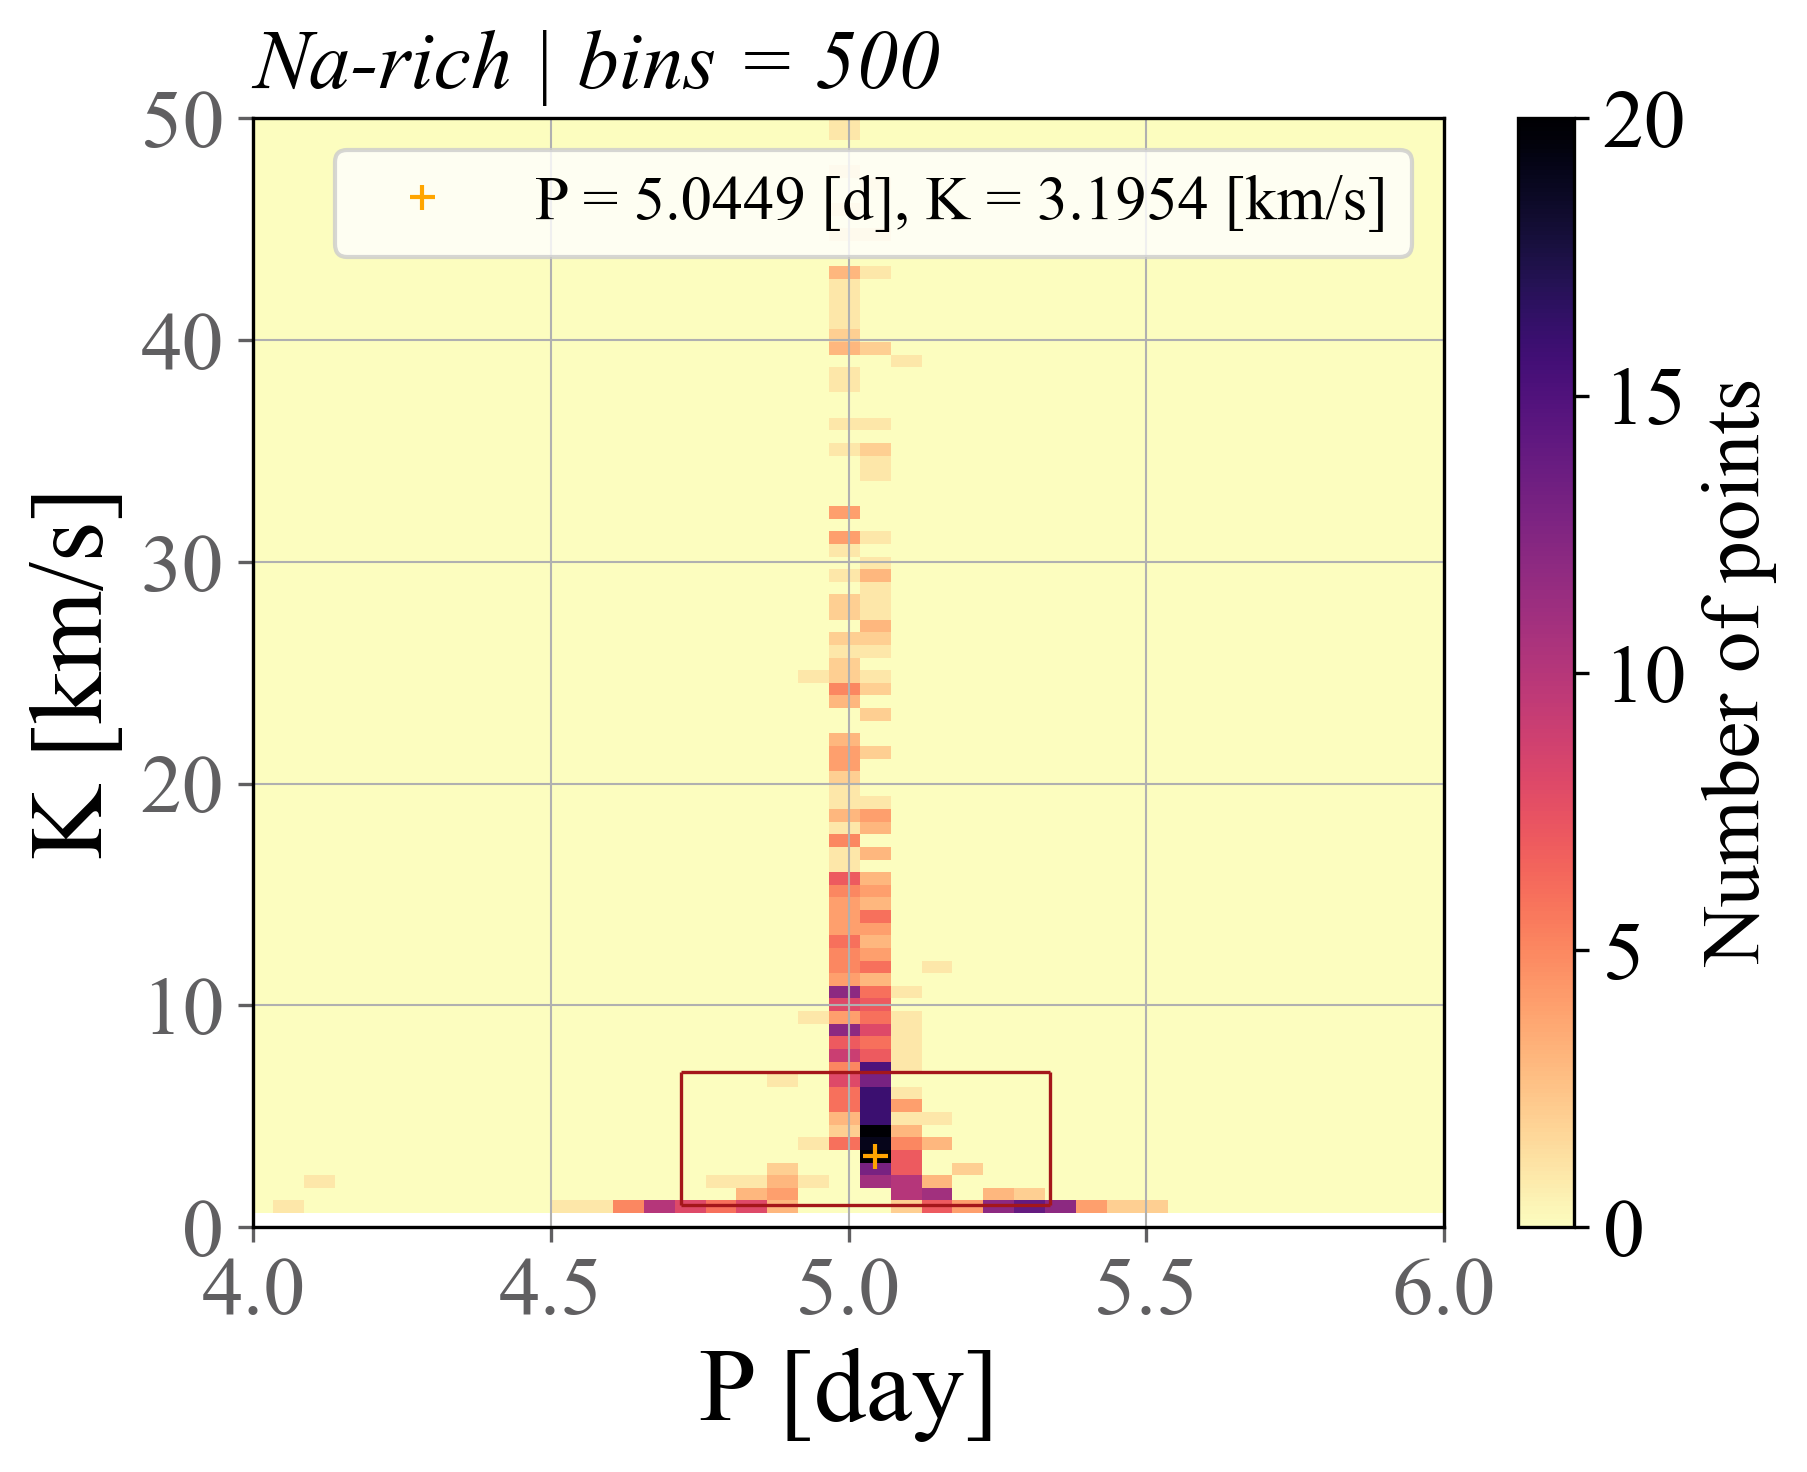 Na-rich | bins = 500
P = 5.0449 [d], K = 3.1954 [km/s]
K [km/s]
50
40
30
20
10
0
4.0 4.5 5.0 5.5 6.0
P [day]
20
15
10
5
0
Number of points